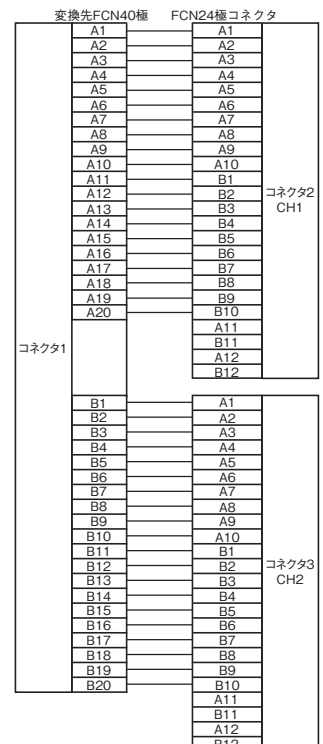 変換先FCN40極 FCN24極コネクタ
A1 A1
A2 A2
A3 A3
A4 A4
A5 A5
A6 A6
A7 A7
A8 A8
A9 A9
A10 A10
A11 B1
A12 B2
A13 B3
A14 B4
A15 B5
A16 B6
A17 B7
A18 B8
A19 B9
A20 B10
A11
B11
A12
B12
コネクタ2
CH1
コネクタ1
B1 A1
B2 A2
B3 A3
B4 A4
B5 A5
B6 A6
B7 A7
B8 A8
B9 A9
B10 A10
B11 B1
B12 B2
B13 B3
B14 B4
B15 B5
B16 B6
B17 B7
B18 B8
B19 B9
B20 B10
A11
B11
A12
B12
コネクタ3
CH2